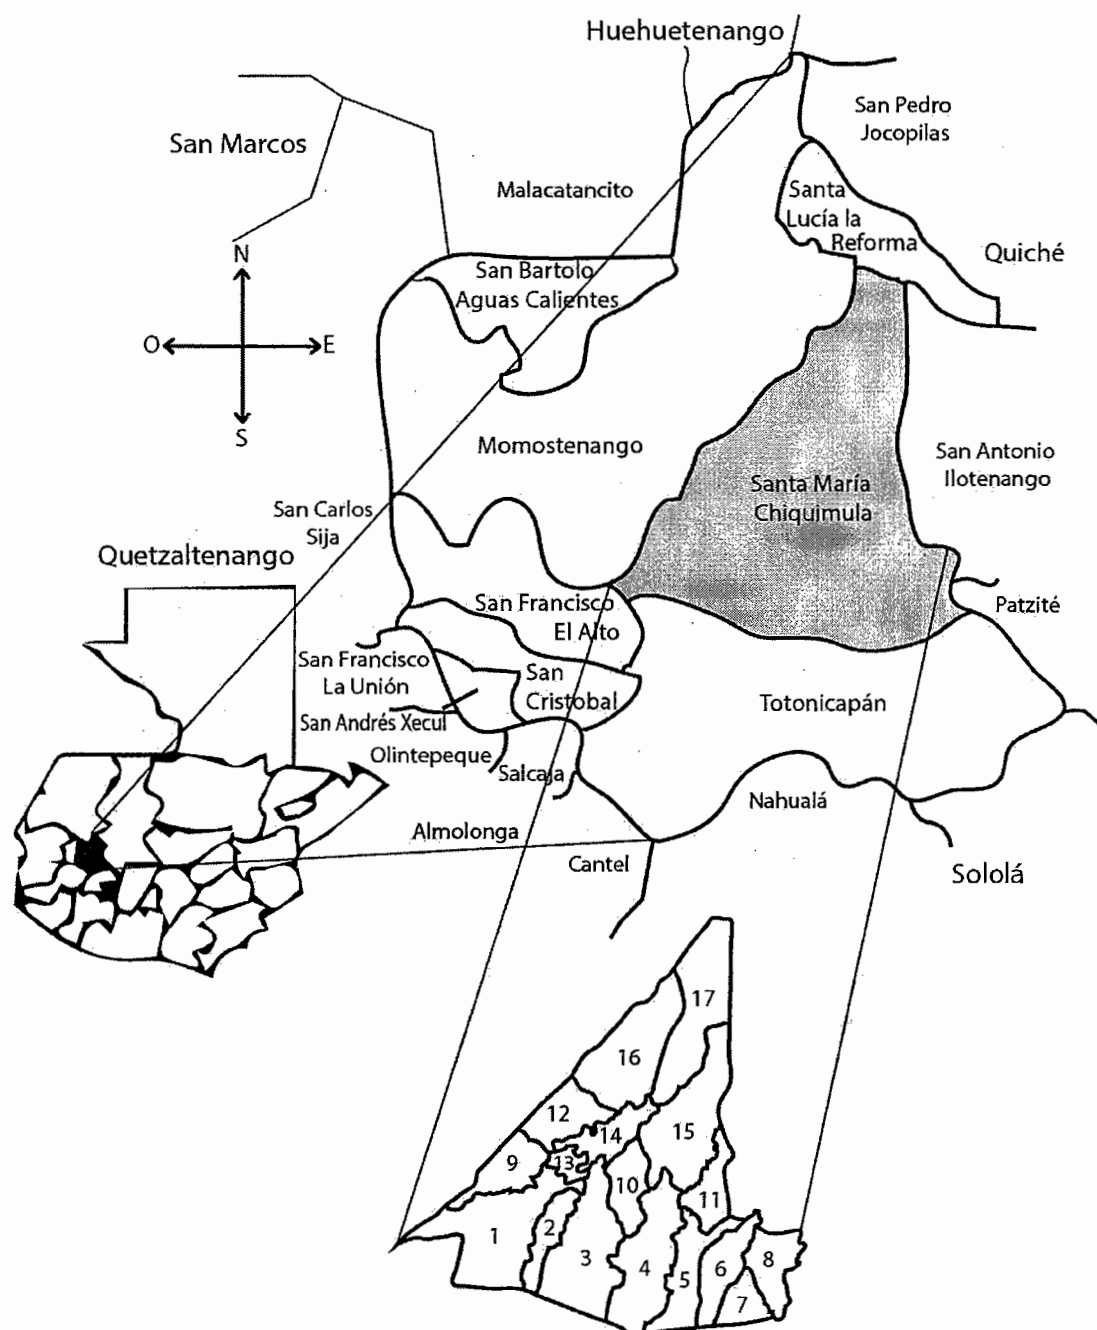 Huehuetenango
San Pedro
Jocopilas
San Marcos
Malacatancito
Santa
Lucía la
Reforma
N
Quiché
San Bartolo
Aguas Calientes
O
E
S
Momostenango
San Antonio
Ilotenango
Santa María
Chiquimula
San Carlos
Sija
Quetzaltenango
San Francisco
El Alto
Patzité
San Francisco
La Unión
San
Cristobal
Totonicapán
San Andrés Xecul
Olintepeque
Salcaja
Nahualá
Almolonga
Cantel
Sololá
17
16
12
14
15
9
13
10
11
1
2
3
4
5
6
8
7